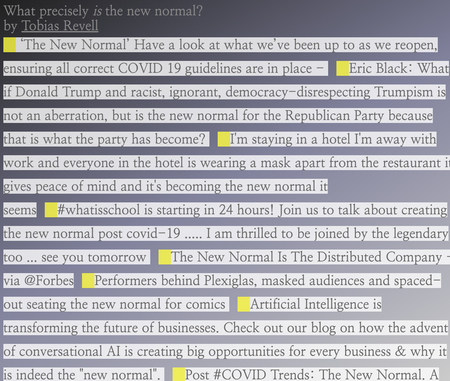 What precisely is the new normal?
by Tobias Revell
‘The New Normal’ Have a look at what we’ve been up to as we reopen,
ensuring all correct COVID 19 guidelines are in place - Eric Black: What
if Donald Trump and racist, ignorant, democracy-disrespecting Trumpism is
not an aberration, but is the new normal for the Republican Party because
that is what the party has become? I'm staying in a hotel I'm away with
work and everyone in the hotel is wearing a mask apart from the restaurant it
gives peace of mind and it's becoming the new normal it
seems #whatisschool is starting in 24 hours! Join us to talk about creating
the new normal post covid-19 ..... I am thrilled to be joined by the legendary
too ... see you tomorrow The New Normal Is The Distributed Company -
via @Forbes Performers behind Plexiglas, masked audiences and spaced-
out seating the new normal for comics Artificial Intelligence is
transforming the future of businesses. Check out our blog on how the advent
of conversational AI is creating big opportunities for every business & why it
is indeed the "new normal". Post #COVID Trends: The New Normal. A